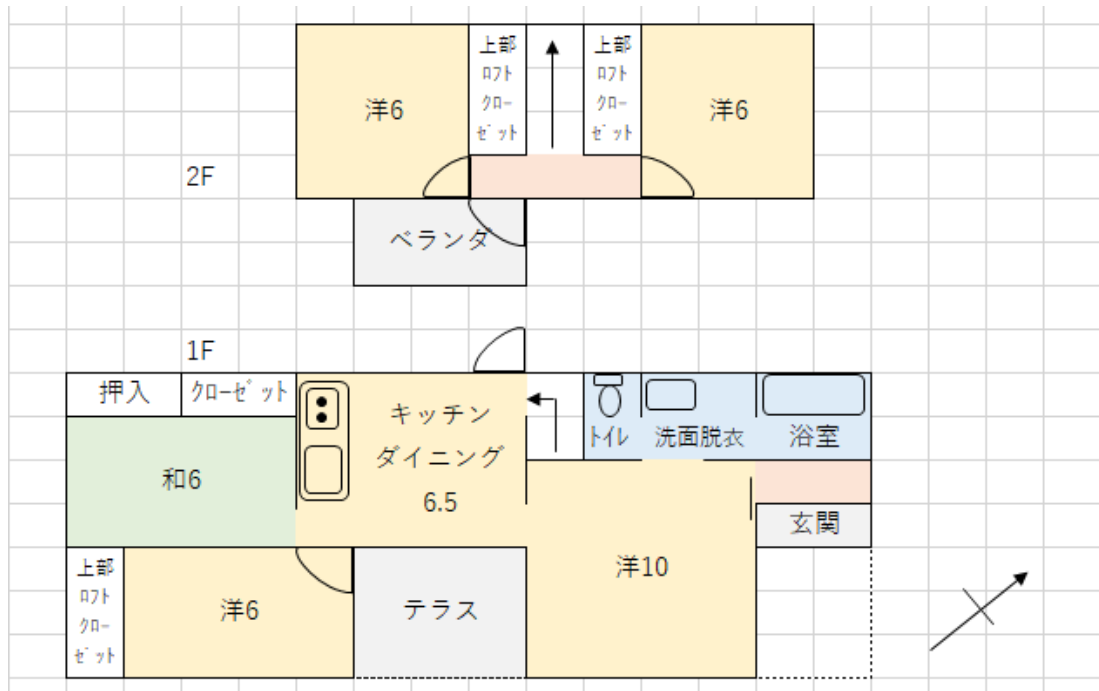 上部
ﾛﾌﾄ
ｸﾛｰ
ｾﾞｯﾄ
上部
ﾛﾌﾄ
ｸﾛｰ
ｾﾞｯﾄ
洋6
洋6
2F
ベランダ
1F
押入
ｸﾛｰｾﾞｯﾄ
キッチン
ダイニング
6.5
ﾄｲﾚ
洗面脱衣
浴室
和6
玄関
上部
ﾛﾌﾄ
ｸﾛｰ
ｾﾞｯﾄ
洋6
テラス
洋10